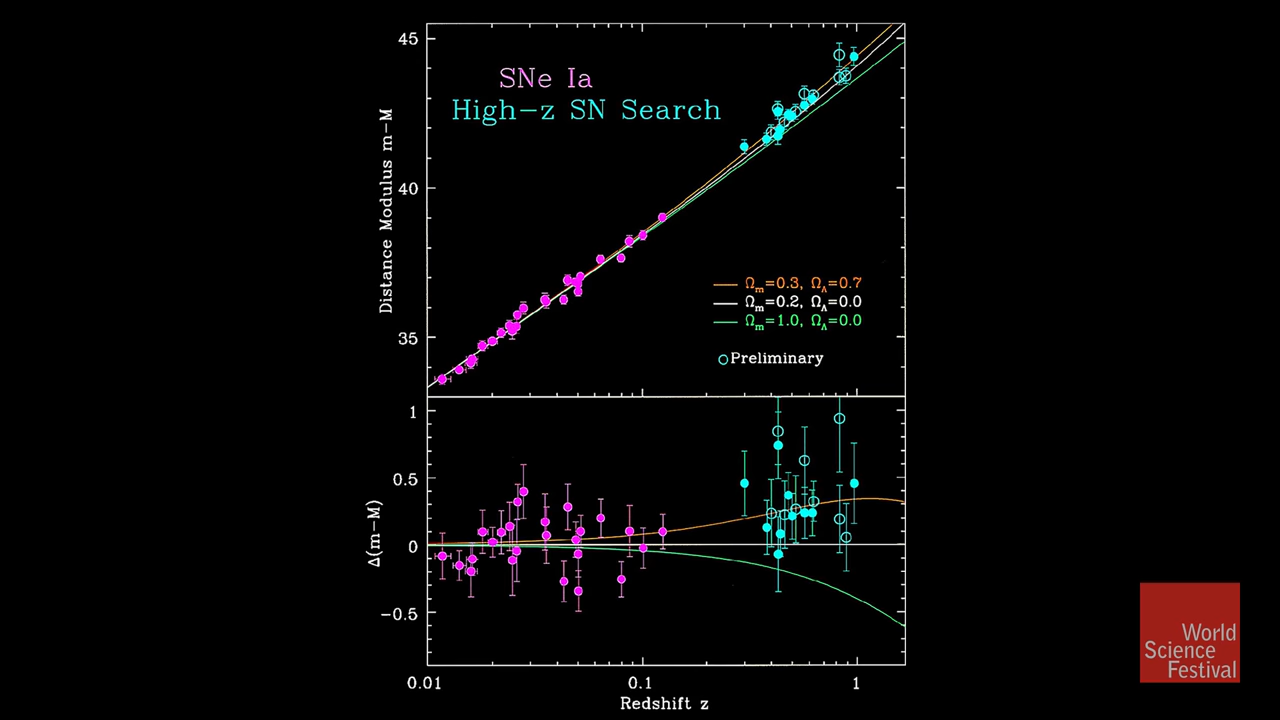 SNe Ia
High-z SN Search
Distance Modulus m-M
45
40
35
Ωm=0.3, ΩΛ=0.7
Ωm=0.2, ΩΛ=0.0
Ωm=1.0, ΩΛ=0.0
Preliminary
Δ(m-M)
1
0.5
0
-0.5
0.01
0.1
1
Redshift z
World
Science
Festival